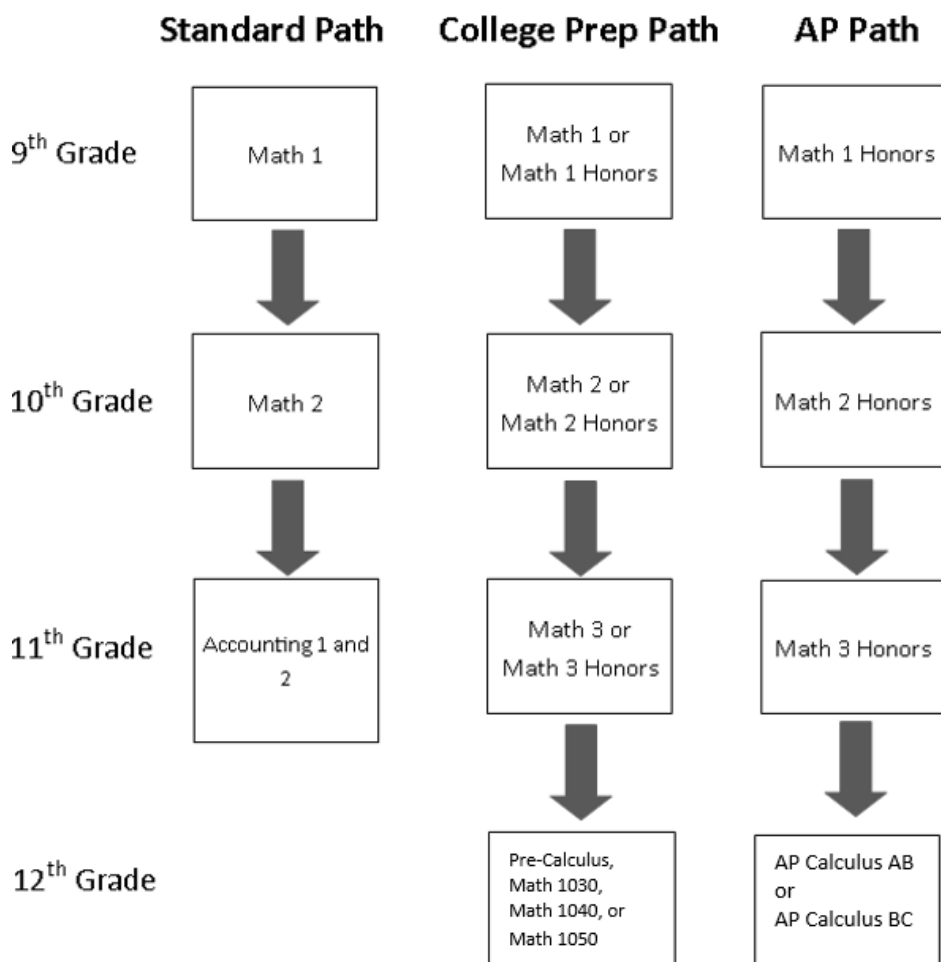 Standard Path
College Prep Path
AP Path
9th Grade
Math 1
Math 1 or
Math 1 Honors
Math 1 Honors
10th Grade
Math 2
Math 2 or
Math 2 Honors
Math 2 Honors
11th Grade
Accounting 1 and
2
Math 3 or
Math 3 Honors
Math 3 Honors
12th Grade
Pre-Calculus,
Math 1030,
Math 1040, or
Math 1050
AP Calculus AB
or
AP Calculus BC